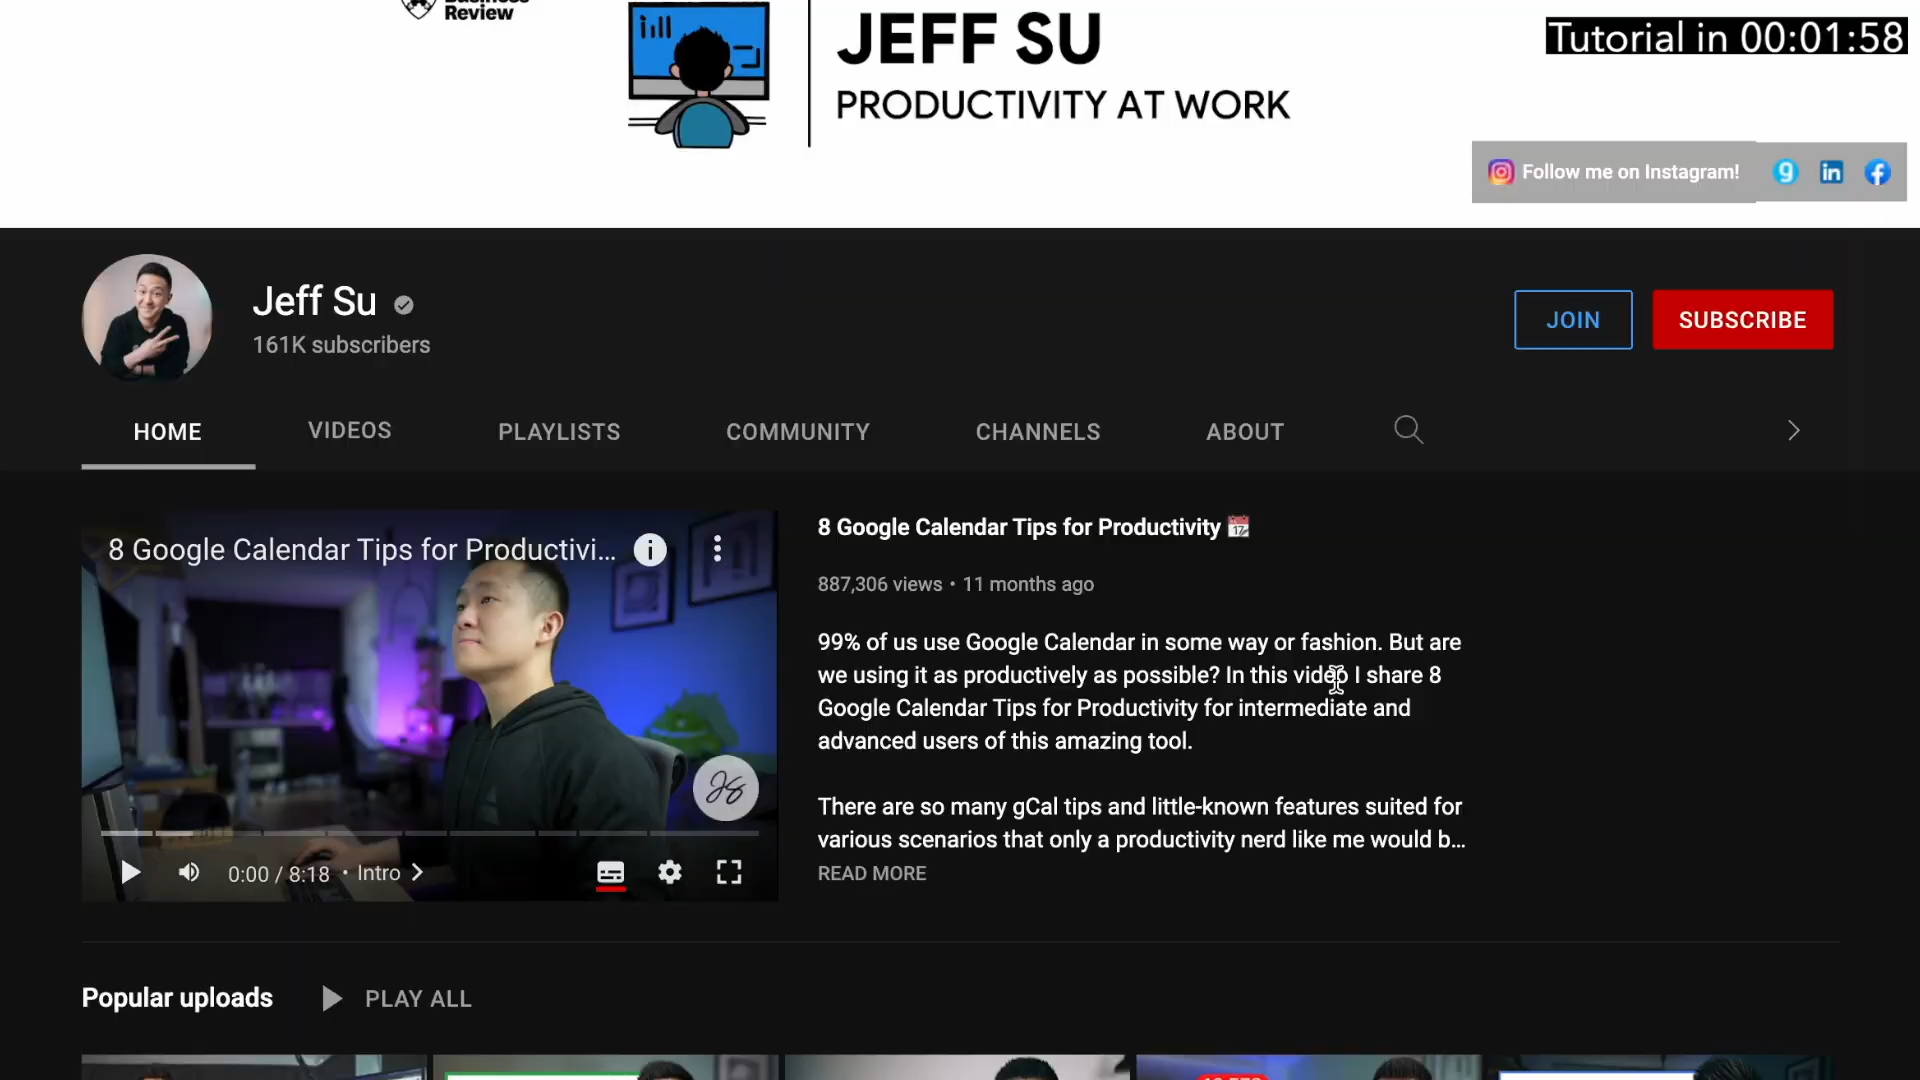 Business
Review
JEFF SU
PRODUCTIVITY AT WORK
Tutorial in 00:01:58
Follow me on Instagram!
Jeff Su
161K subscribers
JOIN
SUBSCRIBE
HOME
VIDEOS
PLAYLISTS
COMMUNITY
CHANNELS
ABOUT
8 Google Calendar Tips for Productivi...
8 Google Calendar Tips for Productivity
887,306 views • 11 months ago
99% of us use Google Calendar in some way or fashion. But are
we using it as productively as possible? In this video I share 8
Google Calendar Tips for Productivity for intermediate and
advanced users of this amazing tool.
There are so many gCal tips and little-known features suited for
various scenarios that only a productivity nerd like me would b...
READ MORE
JS
0:00 / 8:18 • Intro
Popular uploads
PLAY ALL